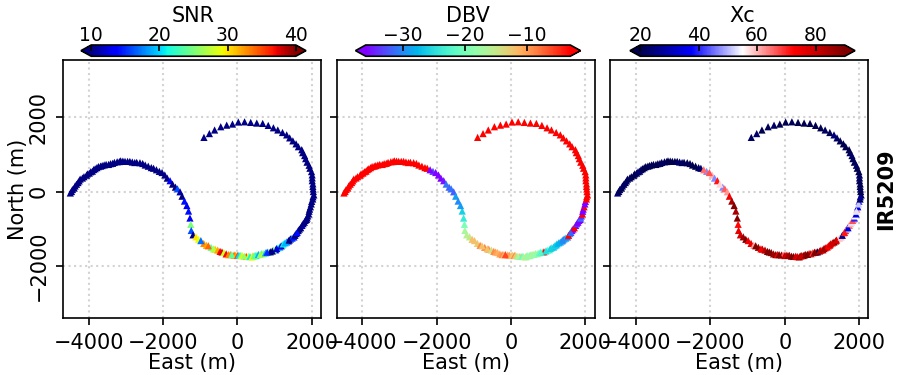 SNR DBV Xc
10 20 30 40 −30 −20 −10 20 40 60 80
2000
0
−2000
North (m)
IR5209
−4000 −2000 0 2000 −4000 −2000 0 2000 −4000 −2000 0 2000
East (m) East (m) East (m)